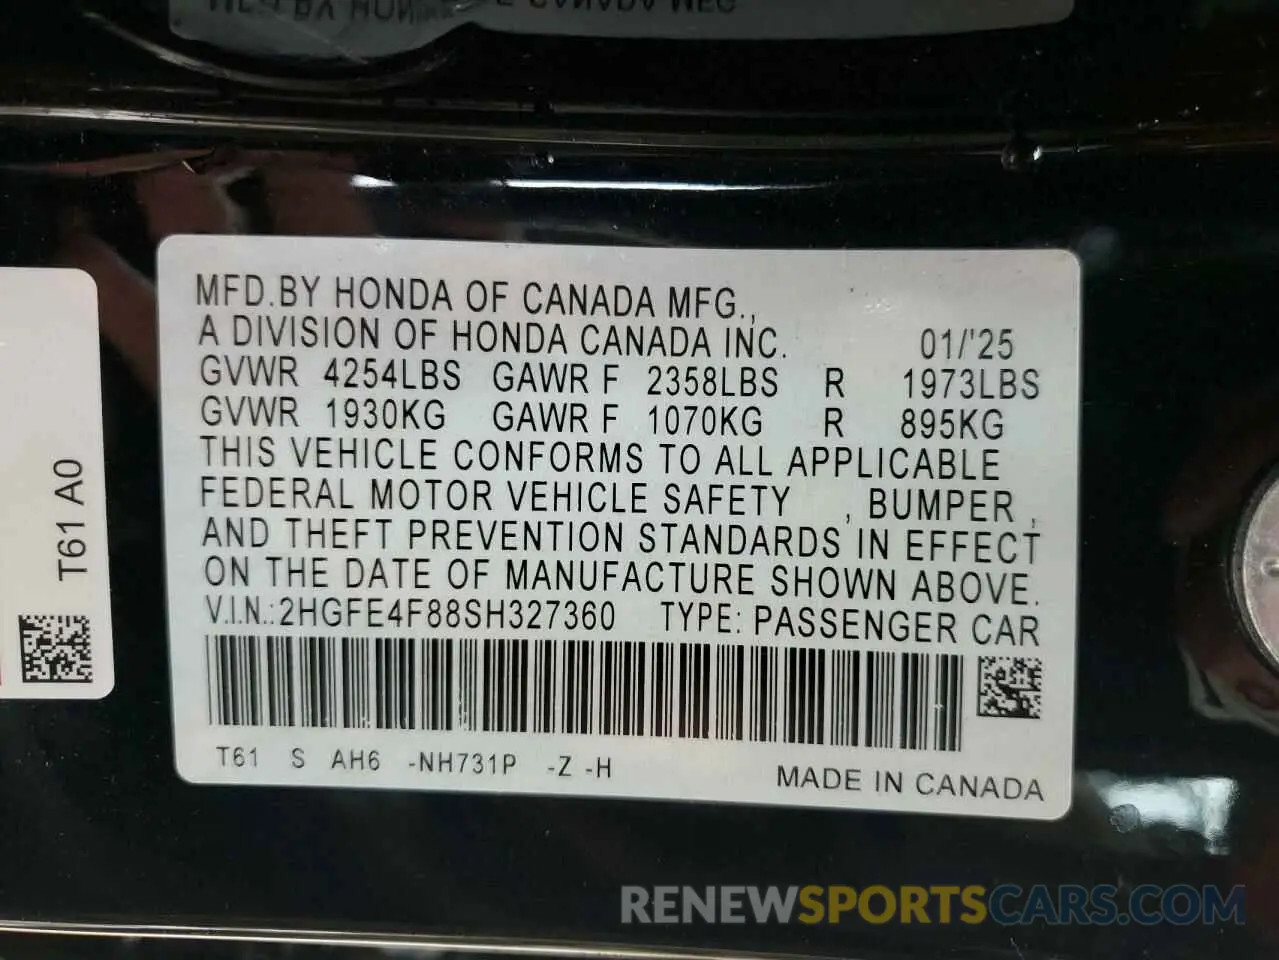 MFD.BY HONDA OF CANADA MFG.,
A DIVISION OF HONDA CANADA INC. 01/'25
GVWR 4254LBS GAWR F 2358LBS R 1973LBS
GVWR 1930KG GAWR F 1070KG R 895KG
THIS VEHICLE CONFORMS TO ALL APPLICABLE
FEDERAL MOTOR VEHICLE SAFETY , BUMPER ,
AND THEFT PREVENTION STANDARDS IN EFFECT
ON THE DATE OF MANUFACTURE SHOWN ABOVE.
V.I.N.:2HGFE4F88SH327360 TYPE: PASSENGER CAR
T61 S AH6 -NH731P -Z -H
MADE IN CANADA
T61 A0
RENEWSPORTSCARS.COM